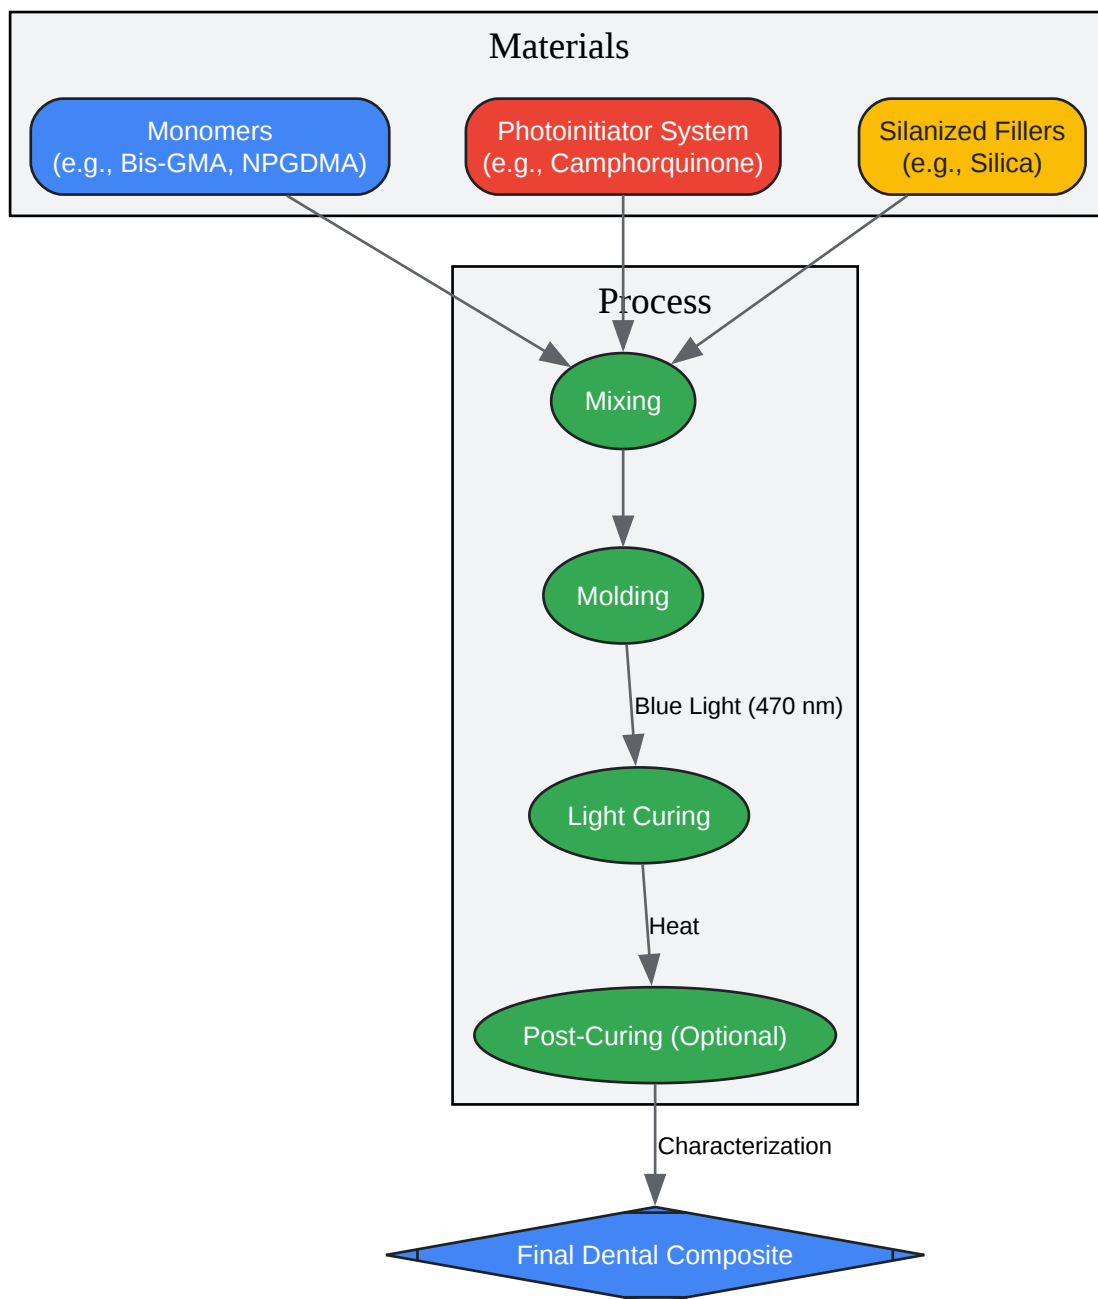 Materials
Monomers
(e.g., Bis-GMA, NPGDMA)
Photoinitiator System
(e.g., Camphorquinone)
Silanized Fillers
(e.g., Silica)
Process
Mixing
Molding
Blue Light (470 nm)
Light Curing
Heat
Post-Curing (Optional)
Characterization
Final Dental Composite